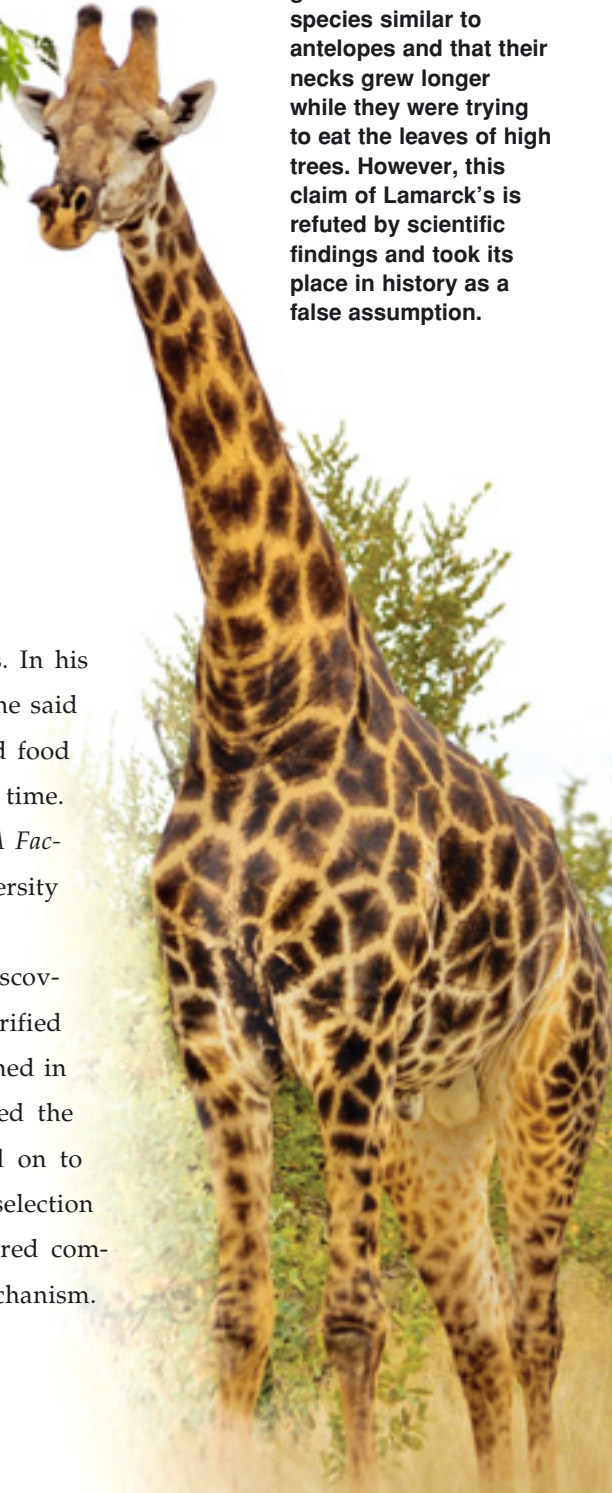 species similar to
antelopes and that their
necks grew longer
while they were trying
to eat the leaves of high
trees. However, this
claim of Lamarck's is
refuted by scientific
findings and took its
place in history as a
false assumption.
s. In his
he said
d food
time.
A Fac-
ersity
scov-
rified
ned in
ed the
l on to
selection
red com-
chanism.